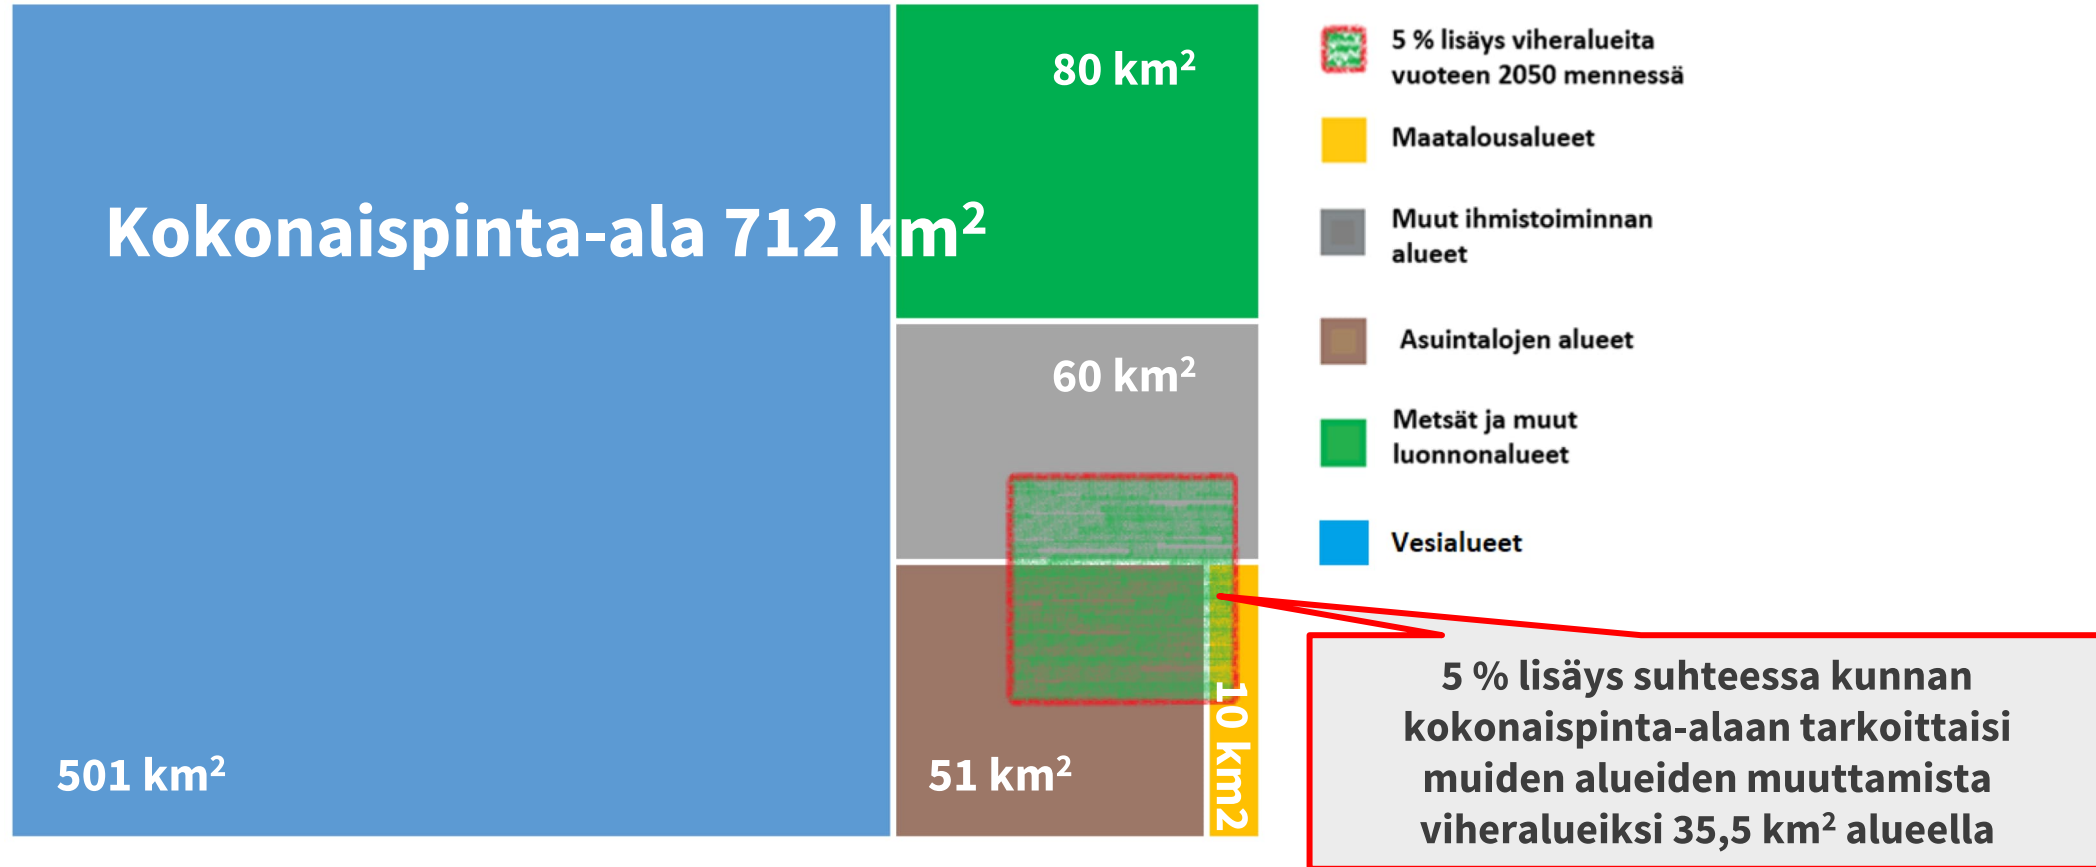 Kokonaispinta-ala 712 km²
501 km²
80 km²
60 km²
51 km²
10 km2
5 % lisäys viheralueita
vuoteen 2050 mennessä
Maatalousalueet
Muut ihmistoiminnan
alueet
Asuintalojen alueet
Metsät ja muut
luonnonalueet
Vesialueet
5 % lisäys suhteessa kunnan
kokonaispinta-alaan tarkoittaisi
muiden alueiden muuttamista
viheralueiksi 35,5 km² alueella